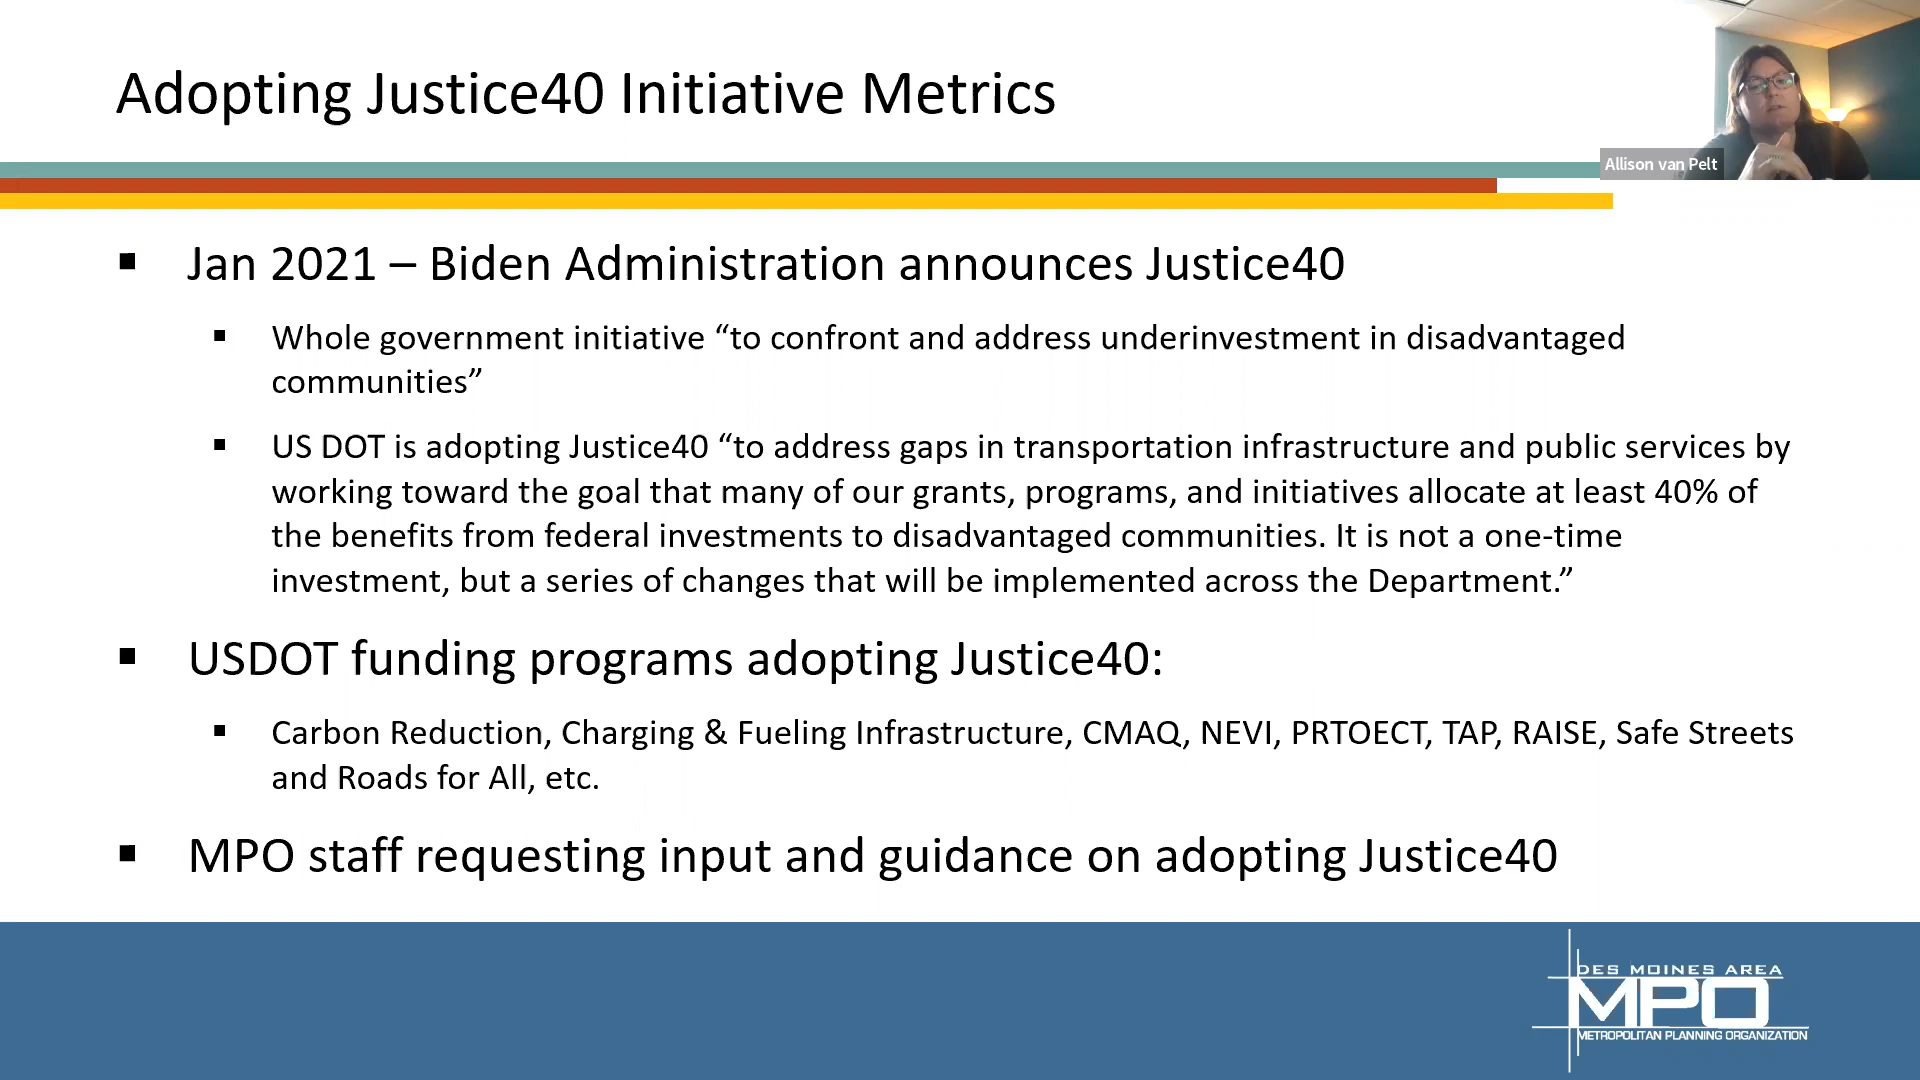 Adopting Justice40 Initiative Metrics
Allison van Pelt
Jan 2021 – Biden Administration announces Justice40
Whole government initiative “to confront and address underinvestment in disadvantaged
communities”
US DOT is adopting Justice40 “to address gaps in transportation infrastructure and public services by
working toward the goal that many of our grants, programs, and initiatives allocate at least 40% of
the benefits from federal investments to disadvantaged communities. It is not a one-time
investment, but a series of changes that will be implemented across the Department.”
USDOT funding programs adopting Justice40:
Carbon Reduction, Charging & Fueling Infrastructure, CMAQ, NEVI, PRTOECT, TAP, RAISE, Safe Streets
and Roads for All, etc.
MPO staff requesting input and guidance on adopting Justice40
DES MOINES AREA
MPO
METROPOLITAN PLANNING ORGANIZATION